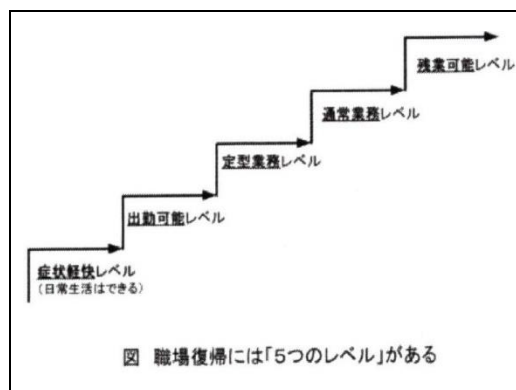 残業可能レベル
通常業務レベル
定型業務レベル
出勤可能レベル
症状軽快レベル
(日常生活はできる)
図 職場復帰には「5つのレベル」がある